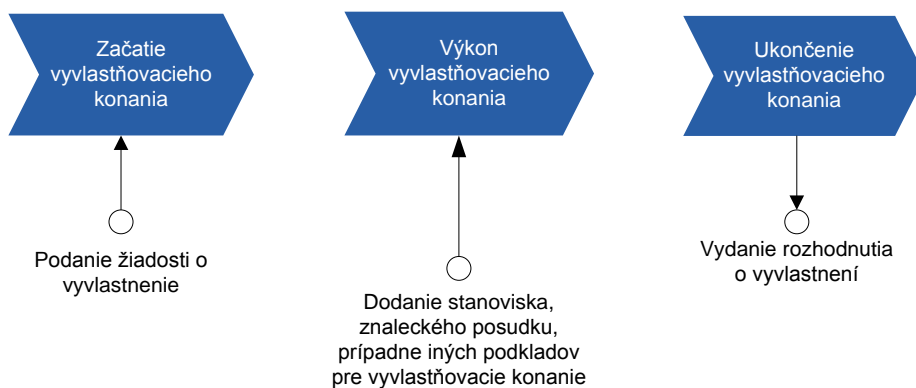 Začatie
vyvlastňovacieho
konania
Výkon
vyvlastňovacieho
konania
Ukončenie
vyvlastňovacieho
konania
Podanie žiadosti o
vyvlastnenie
Dodanie stanoviska,
znaleckého posudku,
prípadne iných podkladov
pre vyvlastňovacie konanie
Vydanie rozhodnutia
o vyvlastnení